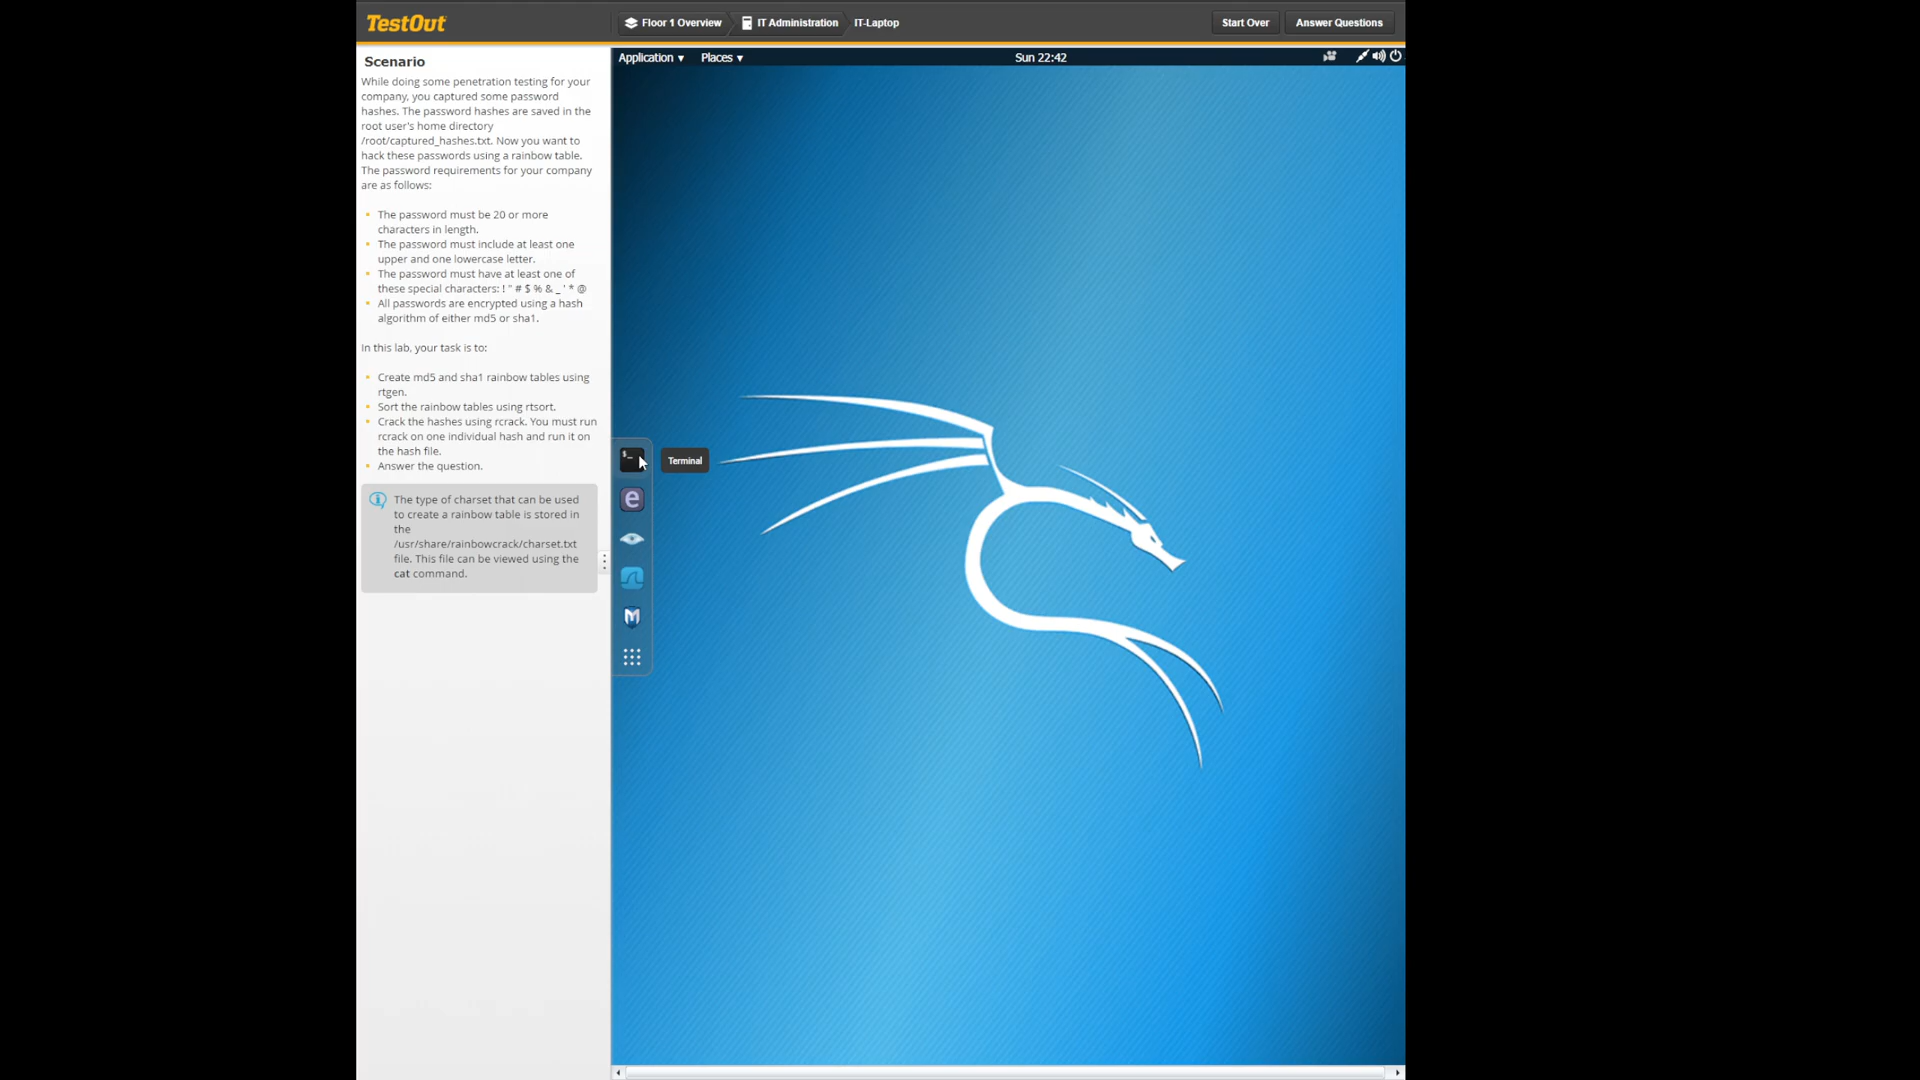 TestOut
Floor 1 Overview
IT Administration
IT-Laptop
Start Over
Answer Questions
Scenario
While doing some penetration testing for your
company, you captured some password
hashes. The password hashes are saved in the
root user's home directory
/root/captured_hashes.txt. Now you want to
hack these passwords using a rainbow table.
The password requirements for your company
are as follows:
The password must be 20 or more
characters in length.
The password must include at least one
upper and one lowercase letter.
The password must have at least one of
these special characters: ! " # $ % & _ ' * @
All passwords are encrypted using a hash
algorithm of either md5 or sha1.
In this lab, your task is to:
Create md5 and sha1 rainbow tables using
rtgen.
Sort the rainbow tables using rtsort.
Crack the hashes using rcrack. You must run
rcrack on one individual hash and run it on
the hash file.
Answer the question.
The type of charset that can be used
to create a rainbow table is stored in
the
/usr/share/rainbowcrack/charset.txt
file. This file can be viewed using the
cat command.
Application ▾
Places ▾
Sun 22:42
$_
Terminal
e
M